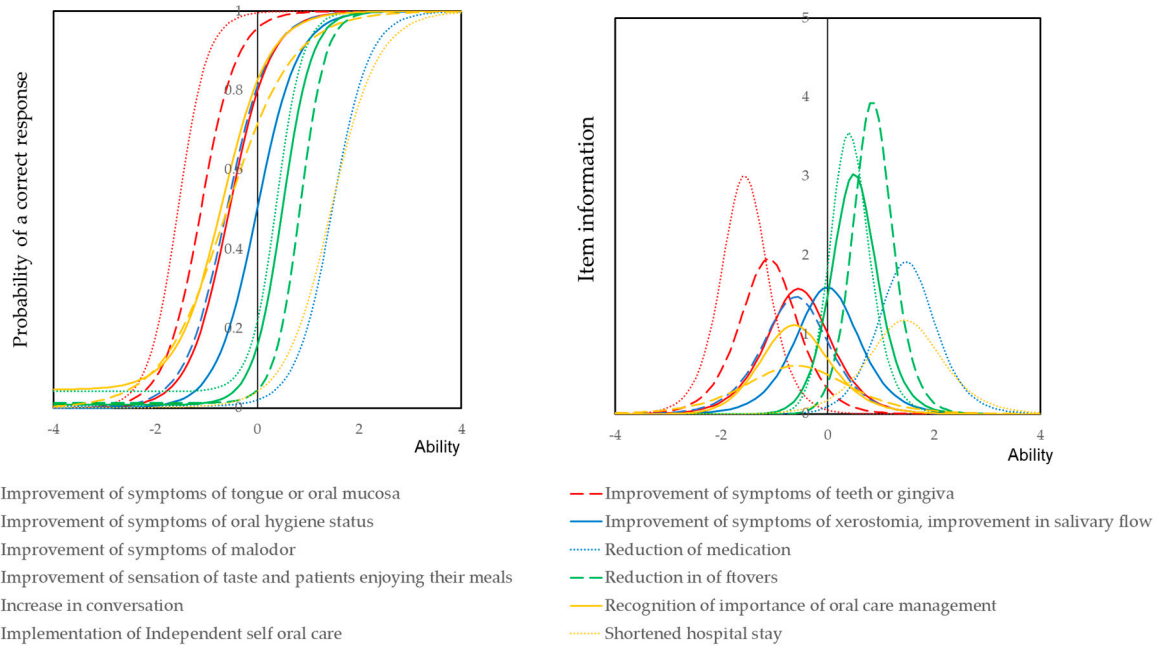 Probability of a correct response
1
0.8
0.6
0.4
0.2
0
-4 -2 0 2 4
Ability
Item information
5
4
3
2
1
0
-4 -2 0 2 4
Ability
Improvement of symptoms of tongue or oral mucosa
Improvement of symptoms of teeth or gingiva
Improvement of symptoms of oral hygiene status
Improvement of symptoms of xerostomia, improvement in salivary flow
Improvement of symptoms of malodor
Reduction of medication
Improvement of sensation of taste and patients enjoying their meals
Reduction in of ftovers
Increase in conversation
Recognition of importance of oral care management
Implementation of Independent self oral care
Shortened hospital stay